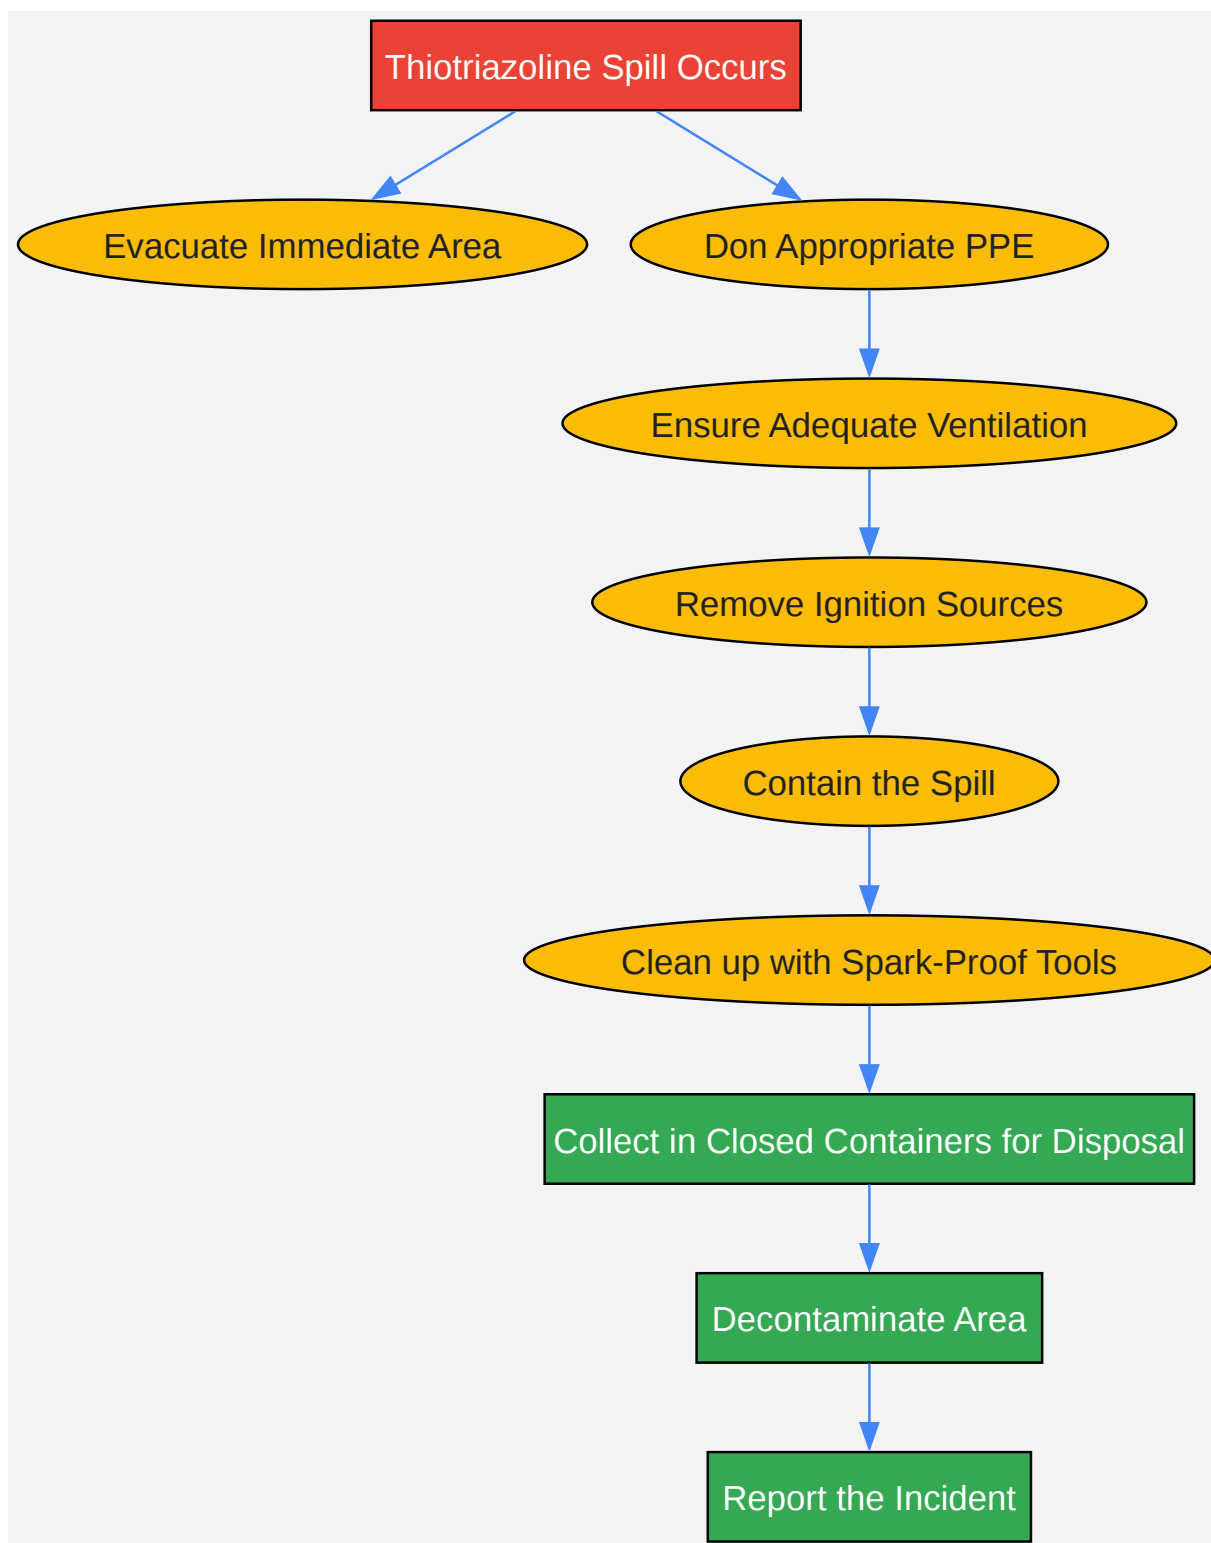 Thiotriazoline Spill Occurs
Evacuate Immediate Area
Don Appropriate PPE
Ensure Adequate Ventilation
Remove Ignition Sources
Contain the Spill
Clean up with Spark-Proof Tools
Collect in Closed Containers for Disposal
Decontaminate Area
Report the Incident